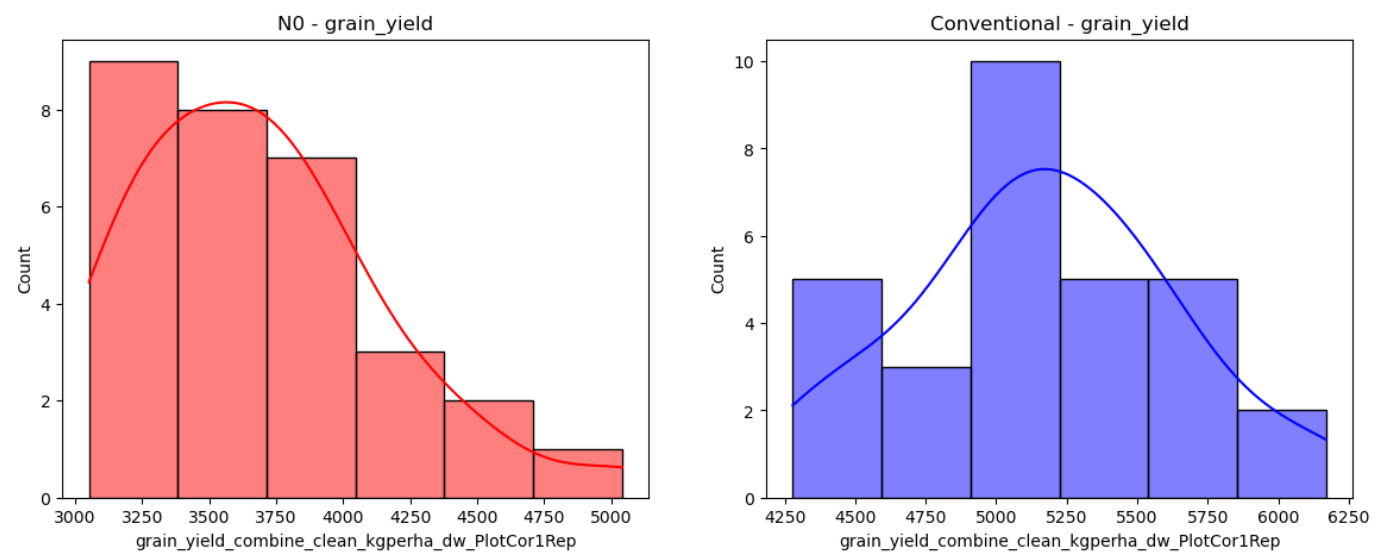 N0 - grain_yield
8
6
4
2
0
Count
3000 3250 3500 3750 4000 4250 4500 4750 5000
grain_yield_combine_clean_kgperha_dw_PlotCor1Rep
Conventional - grain_yield
10
8
6
4
2
0
Count
4250 4500 4750 5000 5250 5500 5750 6000 6250
grain_yield_combine_clean_kgperha_dw_PlotCor1Rep